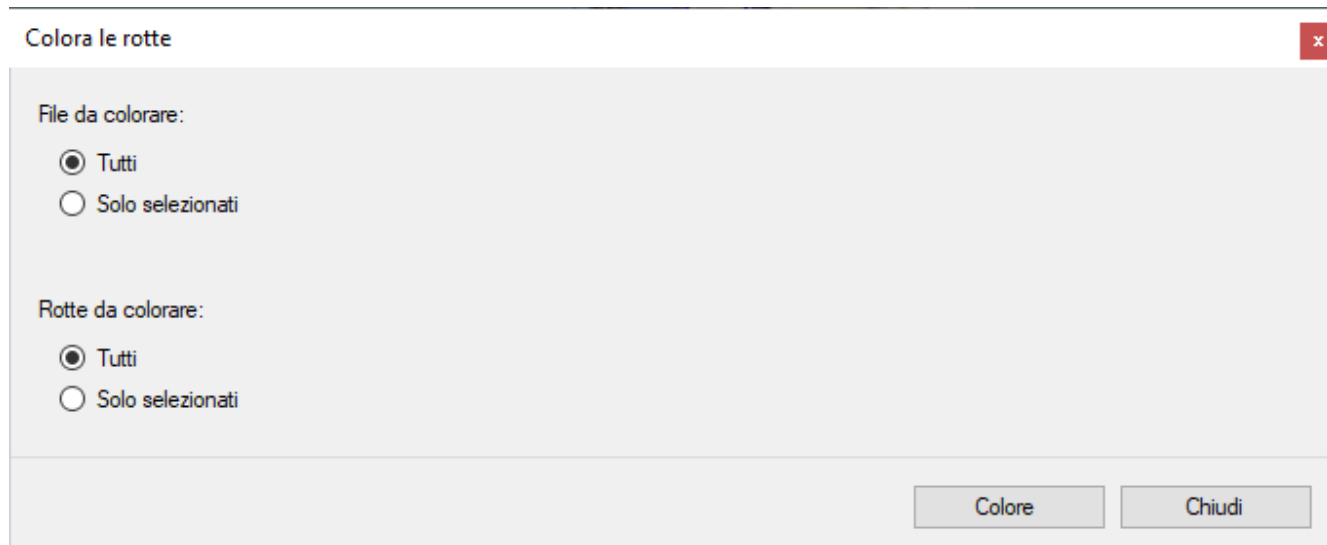 Colora le rotte
x
File da colorare:
Tutti
Solo selezionati
Rotte da colorare:
Tutti
Solo selezionati
Colore
Chiudi